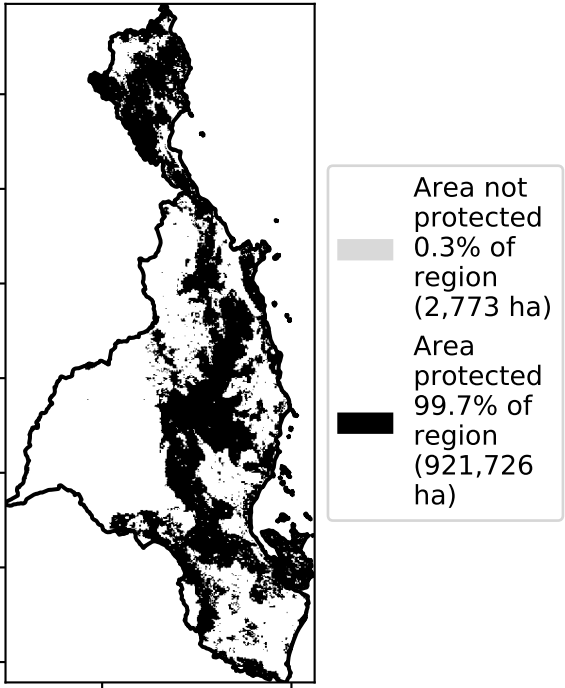 Area not
protected
0.3% of
region
(2,773 ha)
Area
protected
99.7% of
region
(921,726
ha)